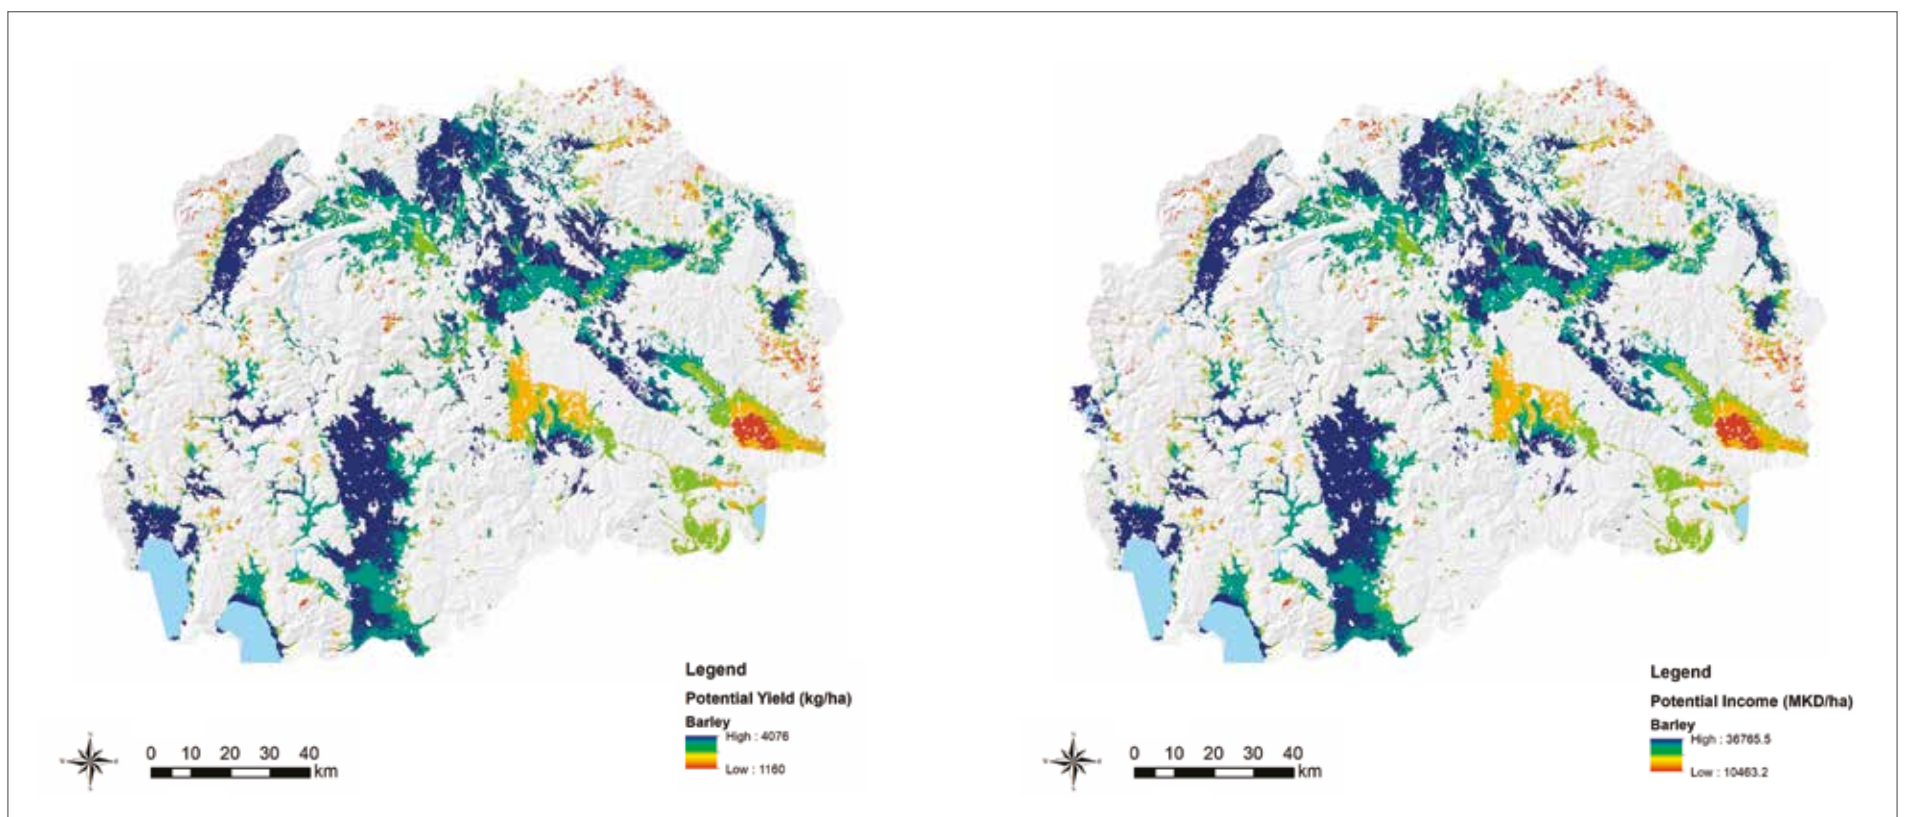 Legend
Potential Yield (kg/ha)
Barley
High : 4076
Low : 1160
0 10 20 30 40
km
Legend
Potential Income (MKD/ha)
Barley
High : 36765.5
Low : 10463.2
0 10 20 30 40
km